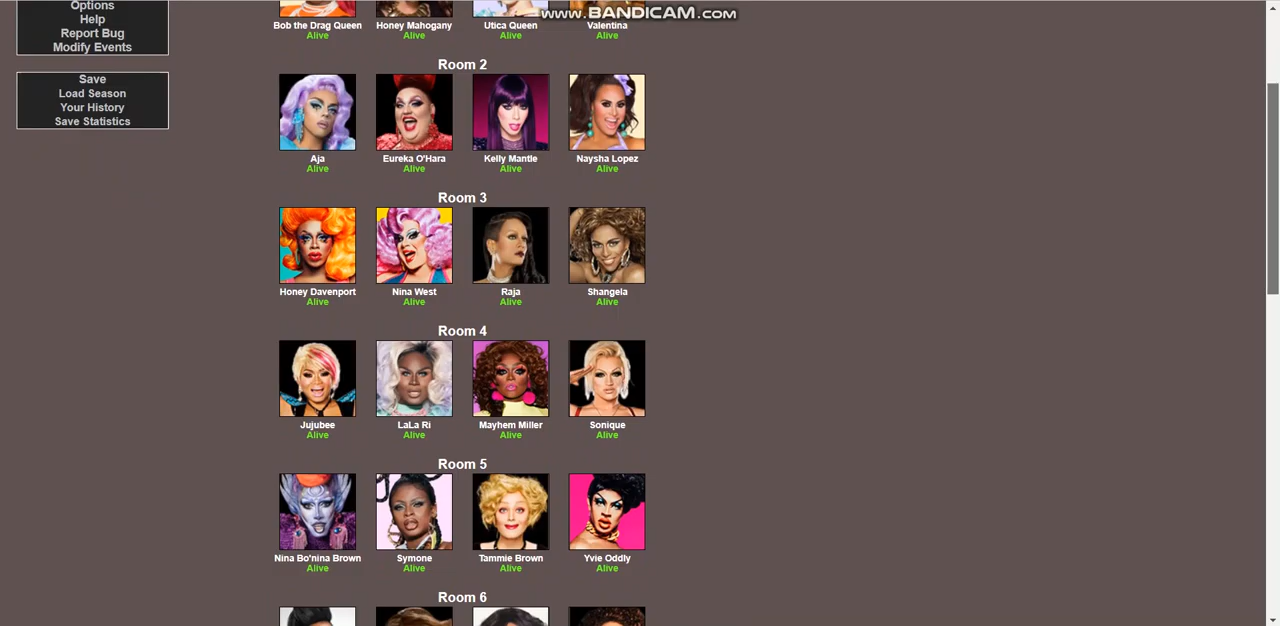 Options
Help
Report Bug
Modify Events
Save
Load Season
Your History
Save Statistics
www.BANDICAM.com
Bob the Drag Queen Honey Mahogany Utica Queen Valentina
Alive Alive Alive Alive
Room 2
Aja Eureka O'Hara Kelly Mantle Naysha Lopez
Alive Alive Alive Alive
Room 3
Honey Davenport Nina West Raja Shangela
Alive Alive Alive Alive
Room 4
Jujubee LaLa Ri Mayhem Miller Sonique
Alive Alive Alive Alive
Room 5
Nina Bo'nina Brown Symone Tammie Brown Yvie Oddly
Alive Alive Alive Alive
Room 6